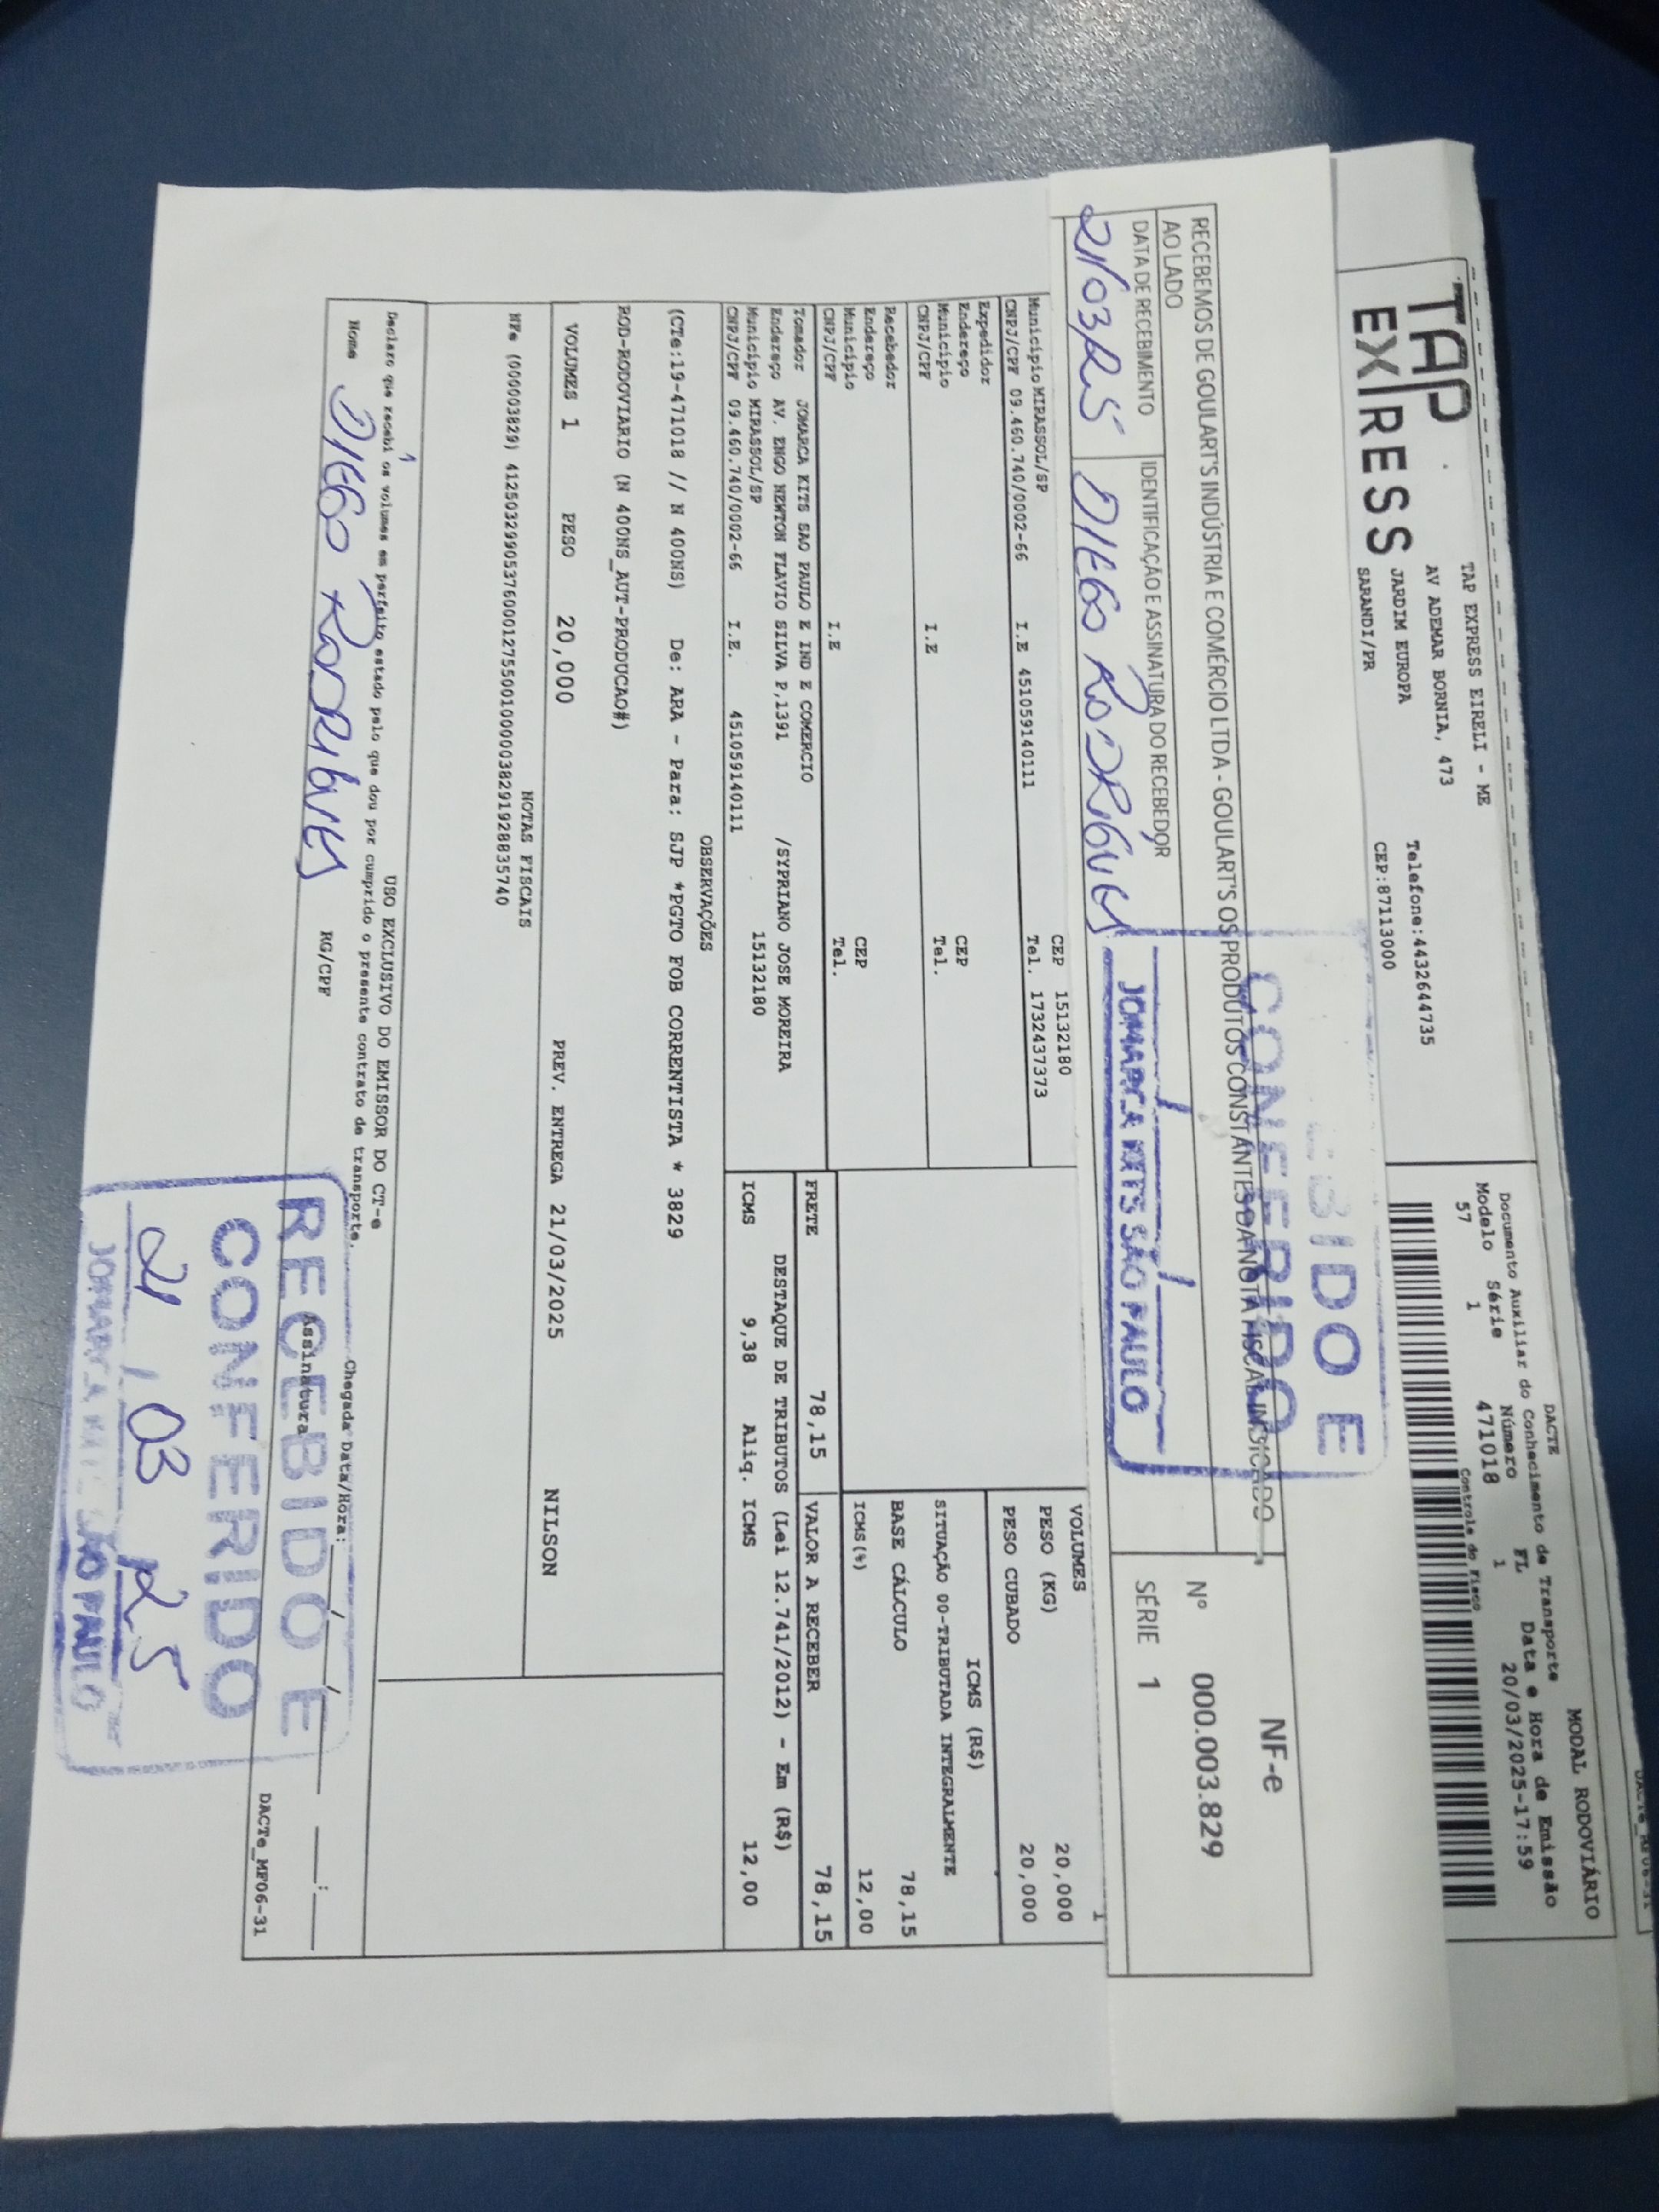 DACTe_MF06-31
MODAL RODOVIÁRIO
TAP EXPRESS
TAP EXPRESS EIRELI - ME
AV ADEMAR BORNIA, 473
JARDIM EUROPA
SARANDI/PR
Telefone:4432644735
CEP:87113000
DACTE
Documento Auxiliar do Conhecimento de Transporte
Modelo Série Número FL Data e Hora de Emissão
57 1 471018 1 20/03/2025-17:59
Controle do Fisco
RECEBEMOS DE GOULART'S INDÚSTRIA E COMÉRCIO LTDA - GOULART'S OS PRODUTOS CONSTANTES DA NOTA FISCAL INDICADO
AO LADO
DATA DE RECEBIMENTO
IDENTIFICAÇÃO E ASSINATURA DO RECEBEDOR
21/03/25 DIEGO RODRIGUES
BIDO E
CONFERIDO
JOMARCA KITS SÃO PAULO
NF-e
Nº 000.003.829
SÉRIE 1
Município MIRASSOL/SP CEP 15132180
CNPJ/CPF 09.460.740/0002-66 I.E 451059140111 Tel. 1732437373
Expedidor
Endereço
Município CEP
CNPJ/CPF I.E Tel.
Recebedor
Endereço
Município CEP
CNPJ/CPF I.E Tel.
VOLUMES 1
PESO (KG) 20,000
PESO CUBADO 20,000
ICMS (R$)
SITUAÇÃO 00-TRIBUTADA INTEGRALMENTE
BASE CÁLCULO 78,15
ICMS(%) 12,00
Tomador JOMARCA KITS SAO PAULO E IND E COMERCIO
Endereço AV. ENGO NEWTON FLAVIO SILVA P,1391 /SYPRIANO JOSE MOREIRA
Município MIRASSOL/SP 15132180
CNPJ/CPF 09.460.740/0002-66 I.E. 451059140111
FRETE 78,15 VALOR A RECEBER 78,15
DESTAQUE DE TRIBUTOS (Lei 12.741/2012) - Em (R$)
ICMS 9,38 Aliq. ICMS 12,00
OBSERVAÇÕES
(CTe:19-471018 // N 400NS) De: ARA - Para: SJP *PGTO FOB CORRENTISTA * 3829
ROD-RODOVIARIO (N 400NS_AUT-PRODUCAO#)
VOLUMES 1 PESO 20,000 PREV. ENTREGA 21/03/2025 NILSON
NOTAS FISCAIS
USO EXCLUSIVO DO EMISSOR DO CT-e
Declaro que recebi os volumes em perfeito estado pelo que dou por cumprido o presente contrato de transporte.
Nome DIEGO RODRIGUES RG/CPF Assinatura
Chegada Data/Hora: __/__/__ __:__
RECEBIDO E
CONFERIDO
21/03 25
JOMARCA KITS SÃO PAULO
DACTe_MF06-31